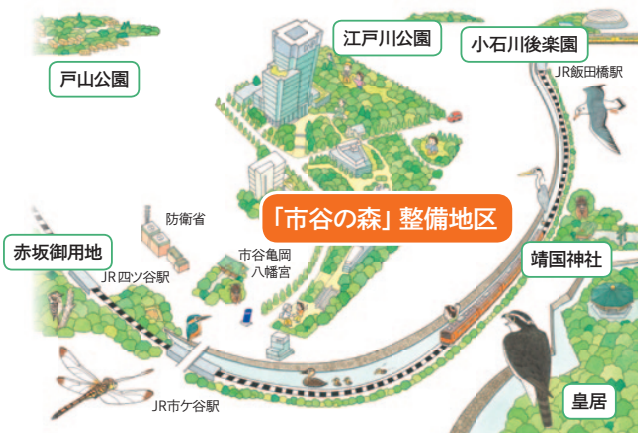 江戸川公園
小石川後楽園
戸山公園
JR飯田橋駅
「市谷の森」整備地区
防衛省
赤坂御用地
市谷亀岡
八幡宮
靖国神社
JR四ツ谷駅
皇居
JR市ケ谷駅